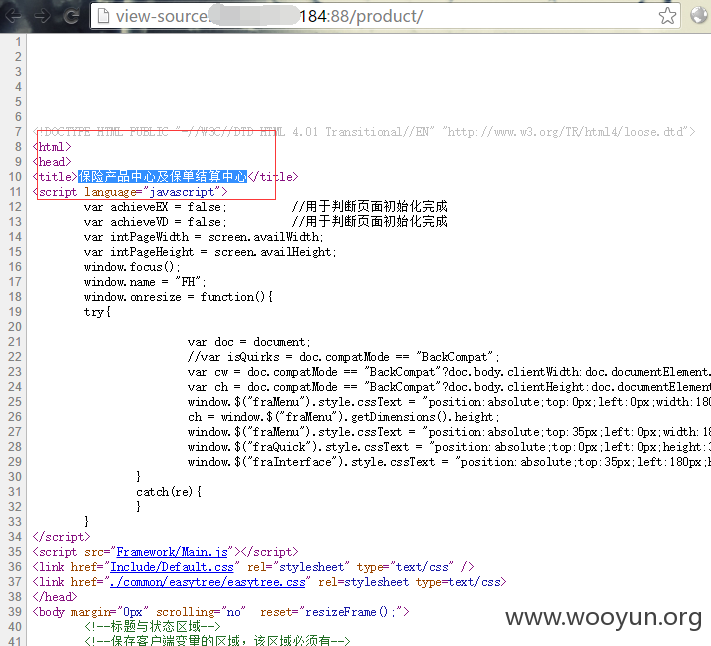 view-source: 184:88/product/
1
2
3
4
5
6
7 <!DOCTYPE HTML PUBLIC "-//W3C//DTD HTML 4.01 Transitional//EN" "http://www.w3.org/TR/html4/loose.dtd">
8 <html>
9 <head>
10 <title>保险产品中心及保单结算中心</title>
11 <script language="javascript">
12 var achieveEX = false; //用于判断页面初始化完成
13 var achieveVD = false; //用于判断页面初始化完成
14 var intPageWidth = screen.availWidth;
15 var intPageHeight = screen.availHeight;
16 window.focus();
17 window.name = "FH";
18 window.onresize = function(){
19 try{
20
21 var doc = document;
22 //var isQuirks = doc.compatMode == "BackCompat";
23 var cw = doc.compatMode == "BackCompat"?doc.body.clientWidth:doc.documentElement.
24 var ch = doc.compatMode == "BackCompat"?doc.body.clientHeight:doc.documentElement
25 window.$("fraMenu").style.cssText = "position:absolute;top:0px;left:0px;width:180
26 ch = window.$("fraMenu").getDimensions().height;
27 window.$("fraMenu").style.cssText = "position:absolute;top:35px;left:0px;width:18
28 window.$("fraQuick").style.cssText = "position:absolute;top:0px;left:0px;height:3
29 window.$("fraInterface").style.cssText = "position:absolute;top:35px;left:180px;h
30 }
31 catch(re){
32 }
33 }
34 </script>
35 <script src="Framework/Main.js"></script>
36 <link href="Include/Default.css" rel="stylesheet" type="text/css" />
37 <link href="./common/easytree/easytree.css" rel=stylesheet type=text/css>
38 </head>
39 <body margin="0px" scrolling="no" reset="resizeFrame();">
40 <!--标题与状态区域-->
41 <!--保存客户端变量的区域，该区域必须有-->
www.wooyun.org